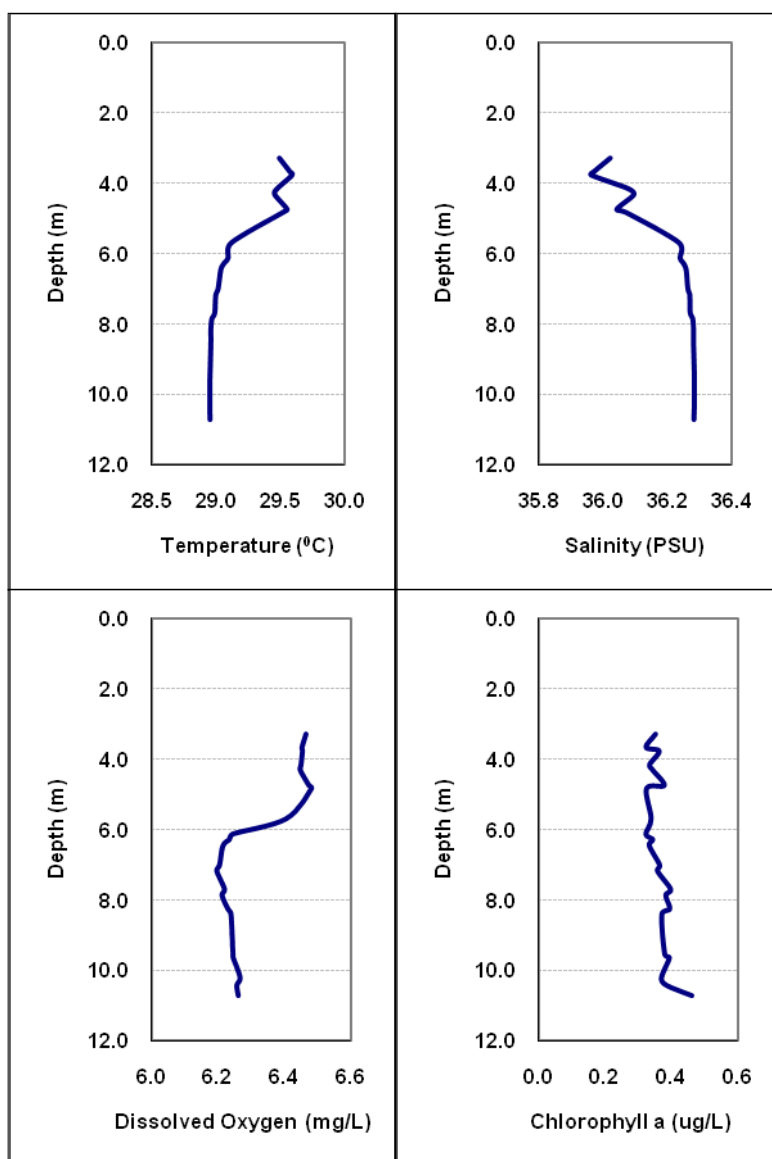 0.0
2.0
4.0
6.0
8.0
10.0
12.0
Depth (m)
28.5 29.0 29.5 30.0
Temperature (⁰C)
0.0
2.0
4.0
6.0
8.0
10.0
12.0
Depth (m)
35.8 36.0 36.2 36.4
Salinity (PSU)
0.0
2.0
4.0
6.0
8.0
10.0
12.0
Depth (m)
6.0 6.2 6.4 6.6
Dissolved Oxygen (mg/L)
0.0
2.0
4.0
6.0
8.0
10.0
12.0
Depth (m)
0.0 0.2 0.4 0.6
Chlorophyll a (ug/L)